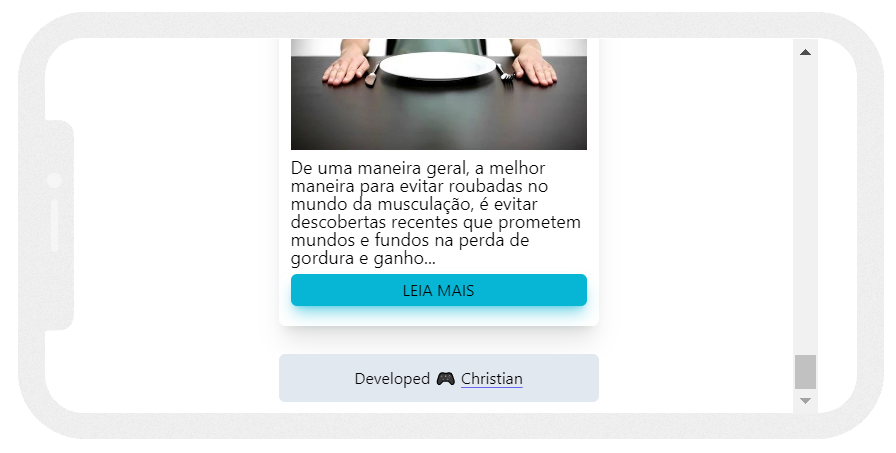 De uma maneira geral, a melhor
maneira para evitar roubadas no
mundo da musculação, é evitar
descobertas recentes que prometem
mundos e fundos na perda de
gordura e ganho...
LEIA MAIS
Developed 🎮 Christian